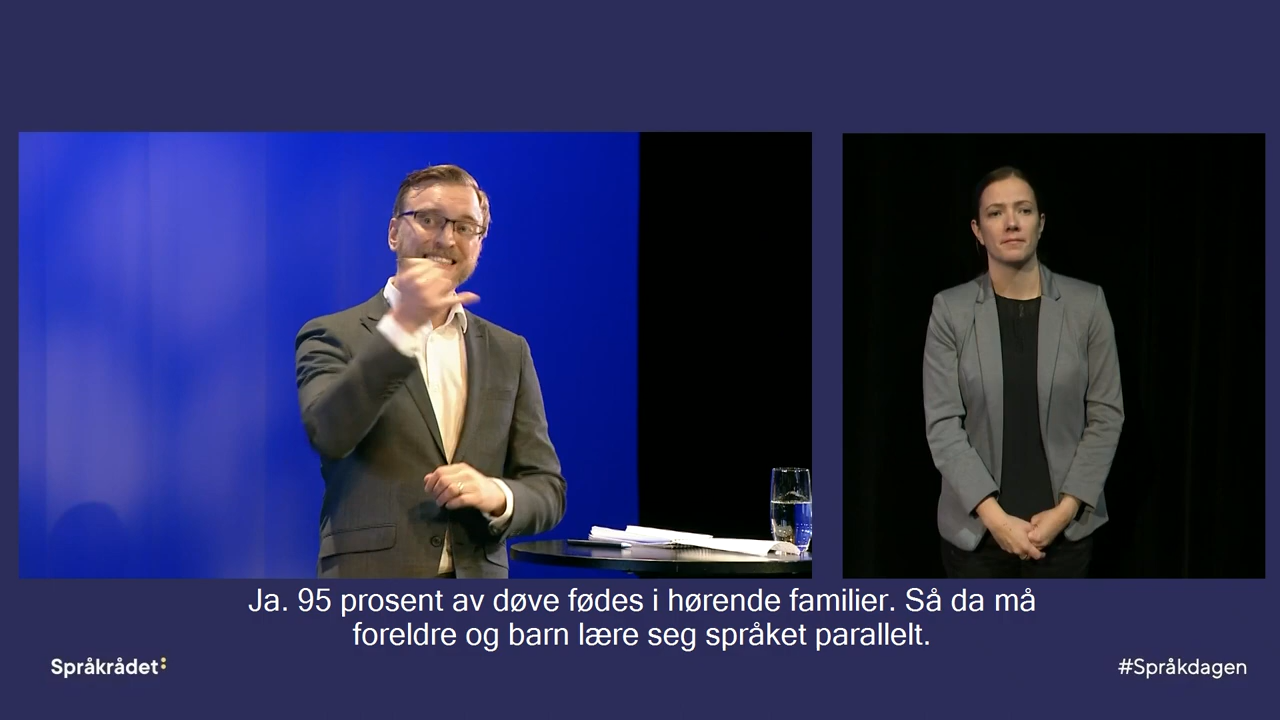 Ja. 95 prosent av døve fødes i hørende familier. Så da må
foreldre og barn lære seg språket parallelt.
Språkrådet:
#Språkdagen